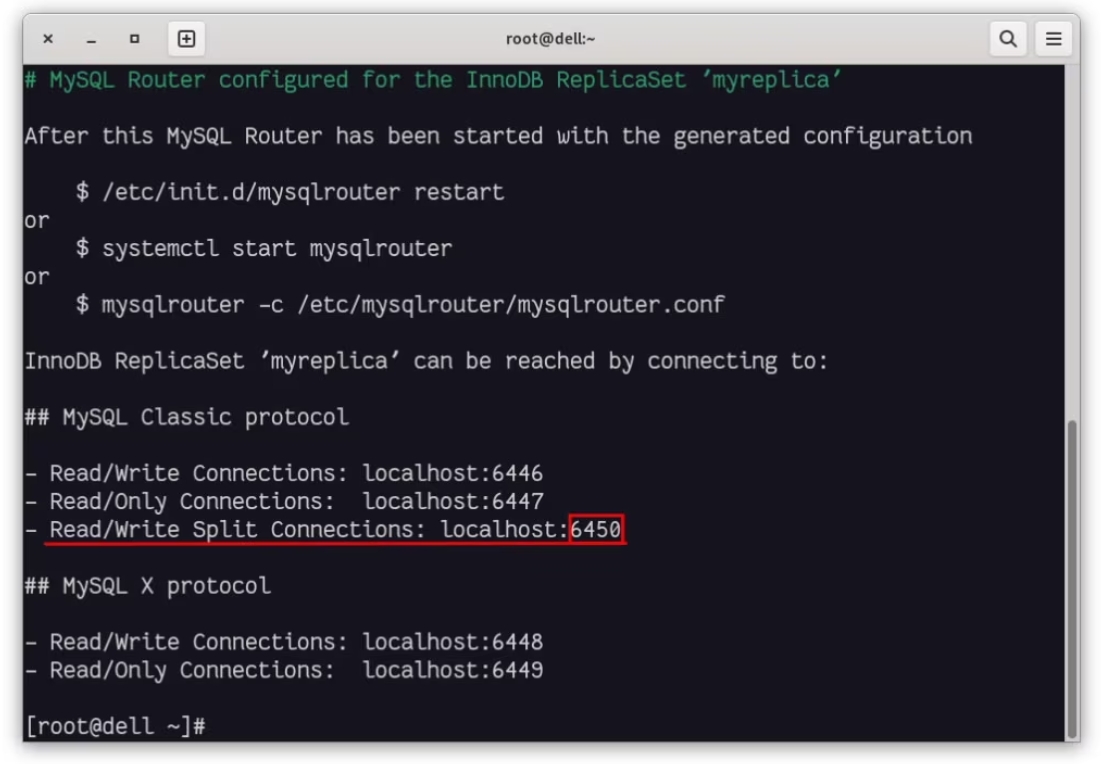 root@dell:~
# MySQL Router configured for the InnoDB ReplicaSet 'myreplica'
After this MySQL Router has been started with the generated configuration
$ /etc/init.d/mysqlrouter restart
or
$ systemctl start mysqlrouter
or
$ mysqlrouter -c /etc/mysqlrouter/mysqlrouter.conf
InnoDB ReplicaSet 'myreplica' can be reached by connecting to:
## MySQL Classic protocol
- Read/Write Connections: localhost:6446
- Read/Only Connections:  localhost:6447
- Read/Write Split Connections: localhost:6450
## MySQL X protocol
- Read/Write Connections: localhost:6448
- Read/Only Connections:  localhost:6449
[root@dell ~]#